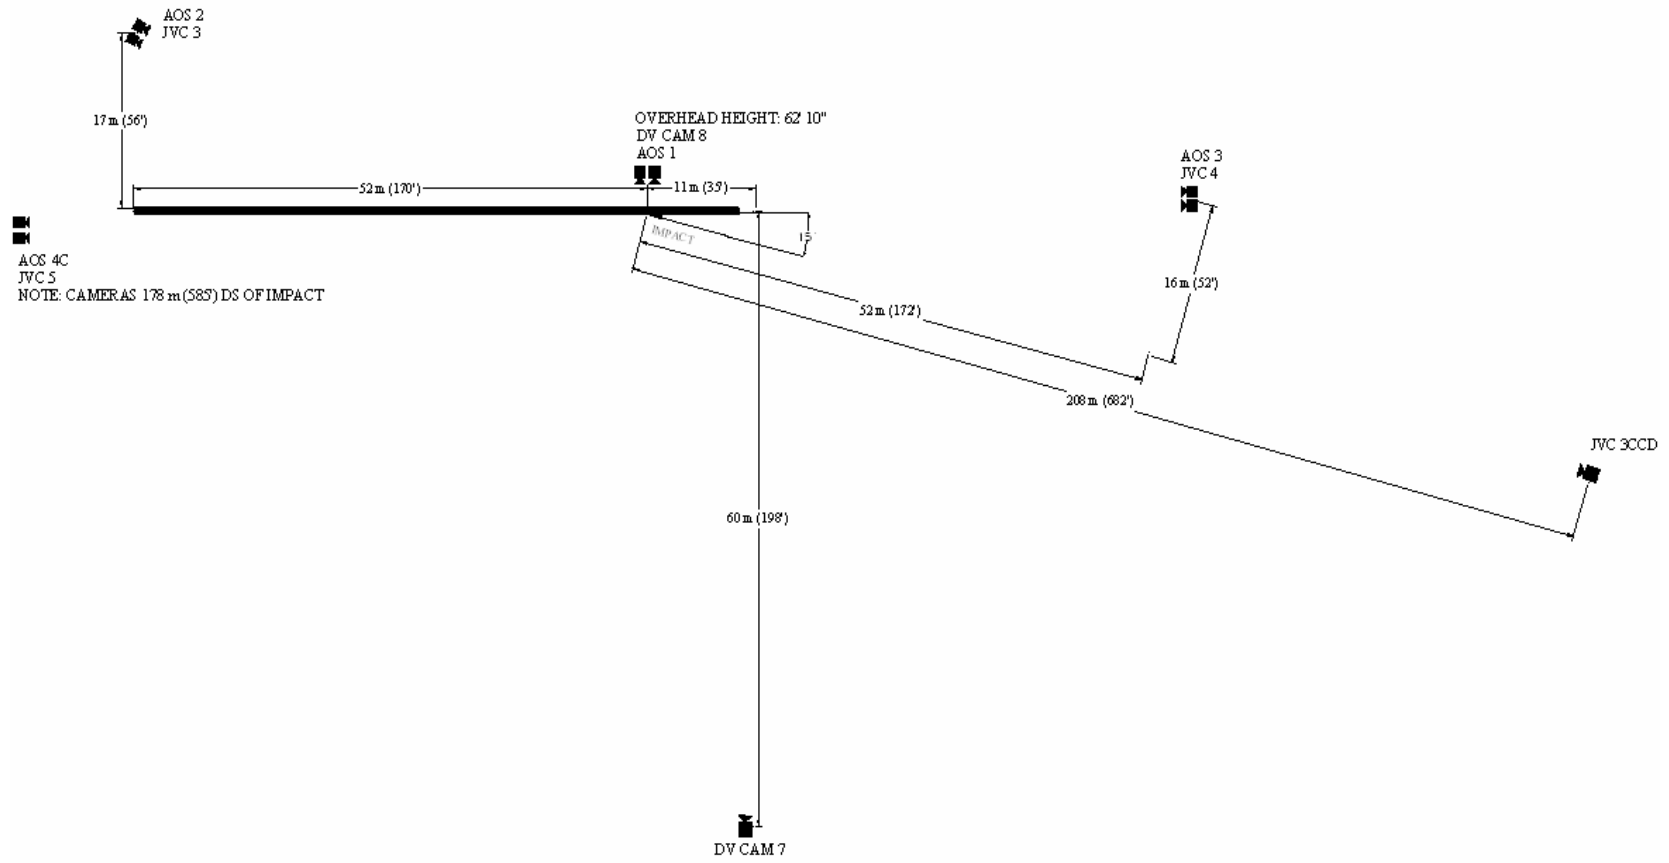 AOS 2
JVC 3
17 m (56')
OVERHEAD HEIGHT: 62' 10"
DV CAM 8
AOS 1
52 m (170')
11 m (35')
AOS 3
JVC 4
IMPACT
15
AOS 4C
JVC 5
NOTE: CAMERAS 178 m (585') DS OF IMPACT
16 m (52')
52 m (172')
208 m (682')
JVC 3CCD
60 m (198')
DV CAM 7